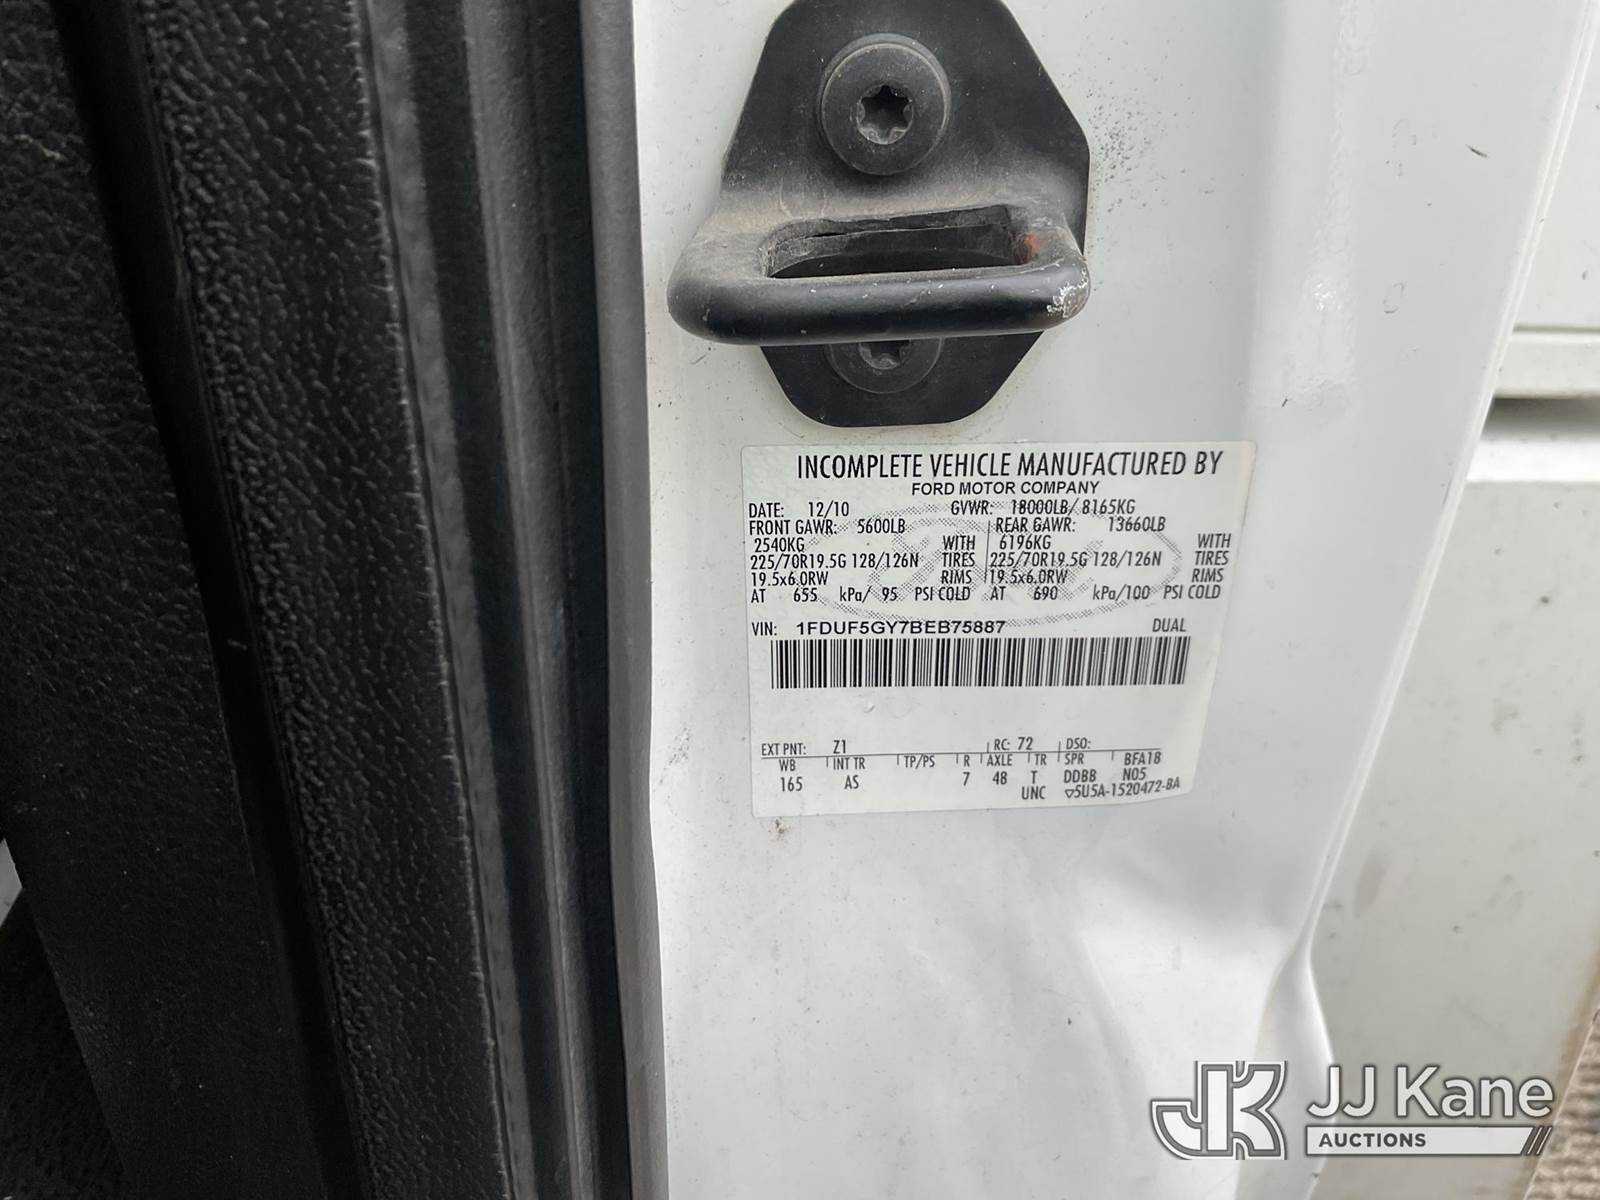 INCOMPLETE VEHICLE MANUFACTURED BY
FORD MOTOR COMPANY
DATE: 12/10 GVWR: 18000LB/ 8165KG
FRONT GAWR: 5600LB REAR GAWR: 13660LB
2540KG WITH 6196KG WITH
225/70R19.5G 128/126N TIRES 225/70R19.5G 128/126N TIRES
19.5x6.0RW RIMS 19.5x6.0RW RIMS
AT 655 kPa/ 95 PSI COLD AT 690 kPa/100 PSI COLD
VIN: 1FDUF5GY7BEB75887 DUAL
EXT PNT: Z1 RC: 72 DSO:
WB INT TR TP/PS R AXLE TR SPR BFA18
165 AS 7 48 T DDBB N05
UNC ▽5U5A-1520472-BA
JK JJ Kane
AUCTIONS